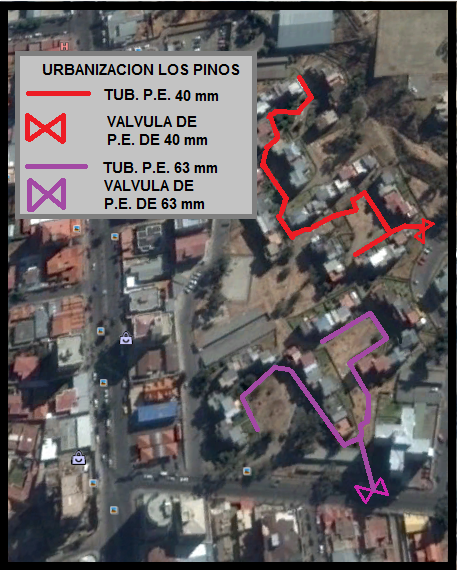 URBANIZACION LOS PINOS
TUB. P.E. 40 mm
VALVULA DE
P.E. DE 40 mm
TUB. P.E. 63 mm
VALVULA DE
P.E. DE 63 mm
H